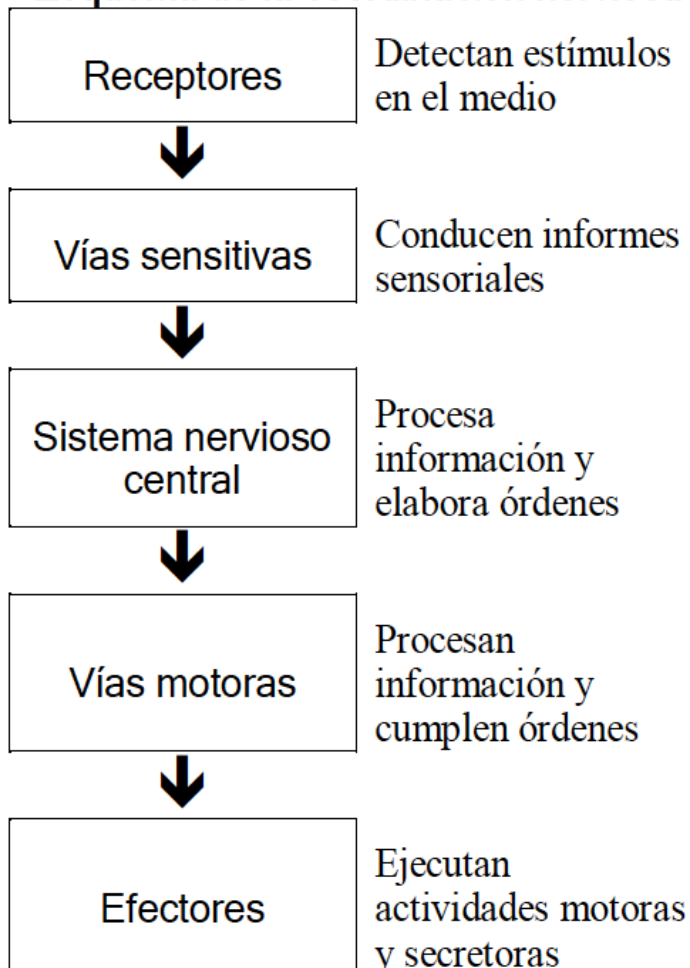 Receptores
Detectan estímulos
en el medio
Vías sensitivas
Conducen informes
sensoriales
Sistema nervioso
central
Procesa
información y
elabora órdenes
Vías motoras
Procesan
información y
cumplen órdenes
Efectores
Ejecutan
actividades motoras
y secretoras